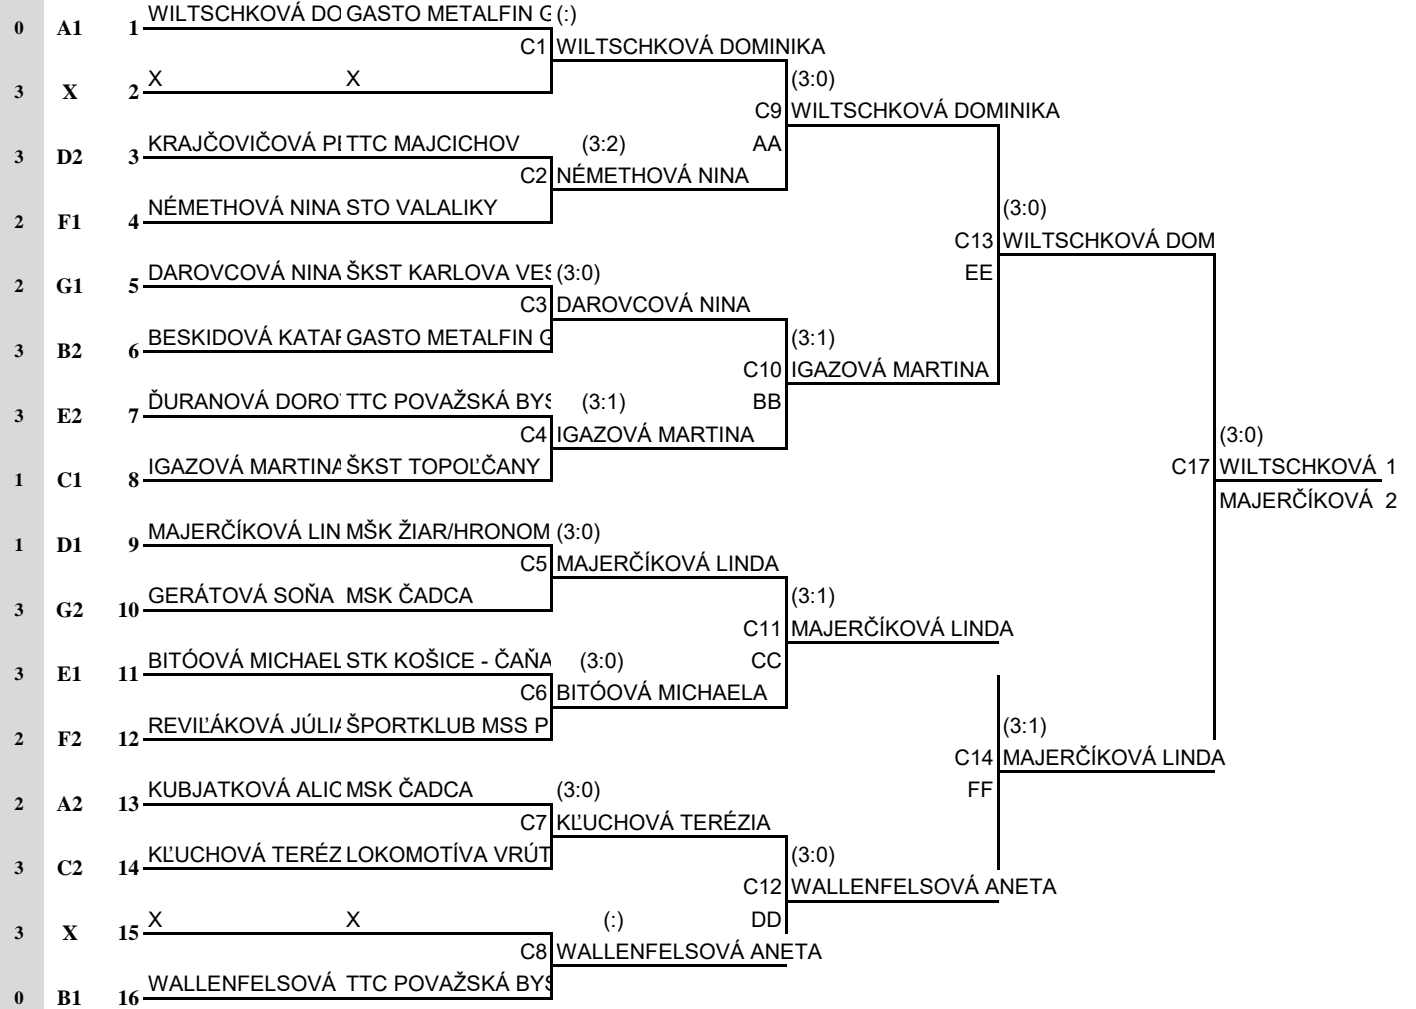 WILTSCHKOVÁ DO GASTO METALFIN G (:)
0 A1 1
C1 WILTSCHKOVÁ DOMINIKA
X X (3:0)
3 X 2
C9 WILTSCHKOVÁ DOMINIKA
KRAJČOVIČOVÁ PE TTC MAJCICHOV (3:2) AA
3 D2 3
C2 NÉMETHOVÁ NINA
NÉMETHOVÁ NINA STO VALALIKY (3:0)
2 F1 4
C13 WILTSCHKOVÁ DOM
DAROVCOVÁ NINA ŠKST KARLOVA VES (3:0) EE
2 G1 5
C3 DAROVCOVÁ NINA
BESKIDOVÁ KATAR GASTO METALFIN G (3:1)
3 B2 6
C10 IGAZOVÁ MARTINA
ĎURANOVÁ DOROT TTC POVAŽSKÁ BYS (3:1) BB
3 E2 7
C4 IGAZOVÁ MARTINA (3:0)
IGAZOVÁ MARTINA ŠKST TOPOĽČANY C17 WILTSCHKOVÁ 1
1 C1 8
MAJERČÍKOVÁ 2
MAJERČÍKOVÁ LIN MŠK ŽIAR/HRONOM (3:0)
1 D1 9
C5 MAJERČÍKOVÁ LINDA
GERÁTOVÁ SOŇA MSK ČADCA (3:1)
3 G2 10
C11 MAJERČÍKOVÁ LINDA
BITÓOVÁ MICHAEL STK KOŠICE - ČAŇA (3:0) CC
3 E1 11
C6 BITÓOVÁ MICHAELA
REVIĽÁKOVÁ JÚLIA ŠPORTKLUB MSS P (3:1)
2 F2 12
C14 MAJERČÍKOVÁ LINDA
KUBJATKOVÁ ALIC MSK ČADCA (3:0) FF
2 A2 13
C7 KĽUCHOVÁ TERÉZIA
KĽUCHOVÁ TERÉZ LOKOMOTÍVA VRÚT (3:0)
3 C2 14
C12 WALLENFELSOVÁ ANETA
X X (:) DD
3 X 15
C8 WALLENFELSOVÁ ANETA
WALLENFELSOVÁ TTC POVAŽSKÁ BYS
0 B1 16